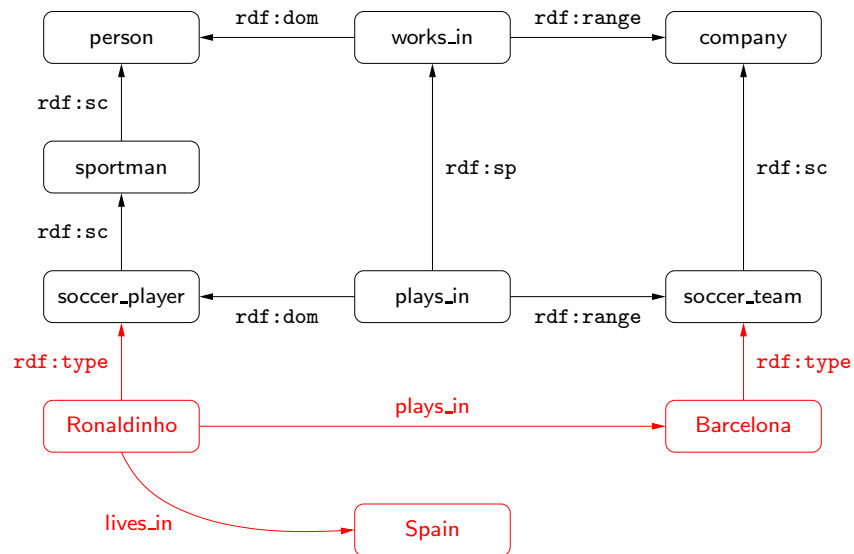 rdf:dom
rdf:range
person
works_in
company
rdf:sc
sportman
rdf:sp
rdf:sc
rdf:sc
soccer_player
plays_in
soccer_team
rdf:dom
rdf:range
rdf:type
rdf:type
plays_in
Ronaldinho
Barcelona
lives_in
Spain